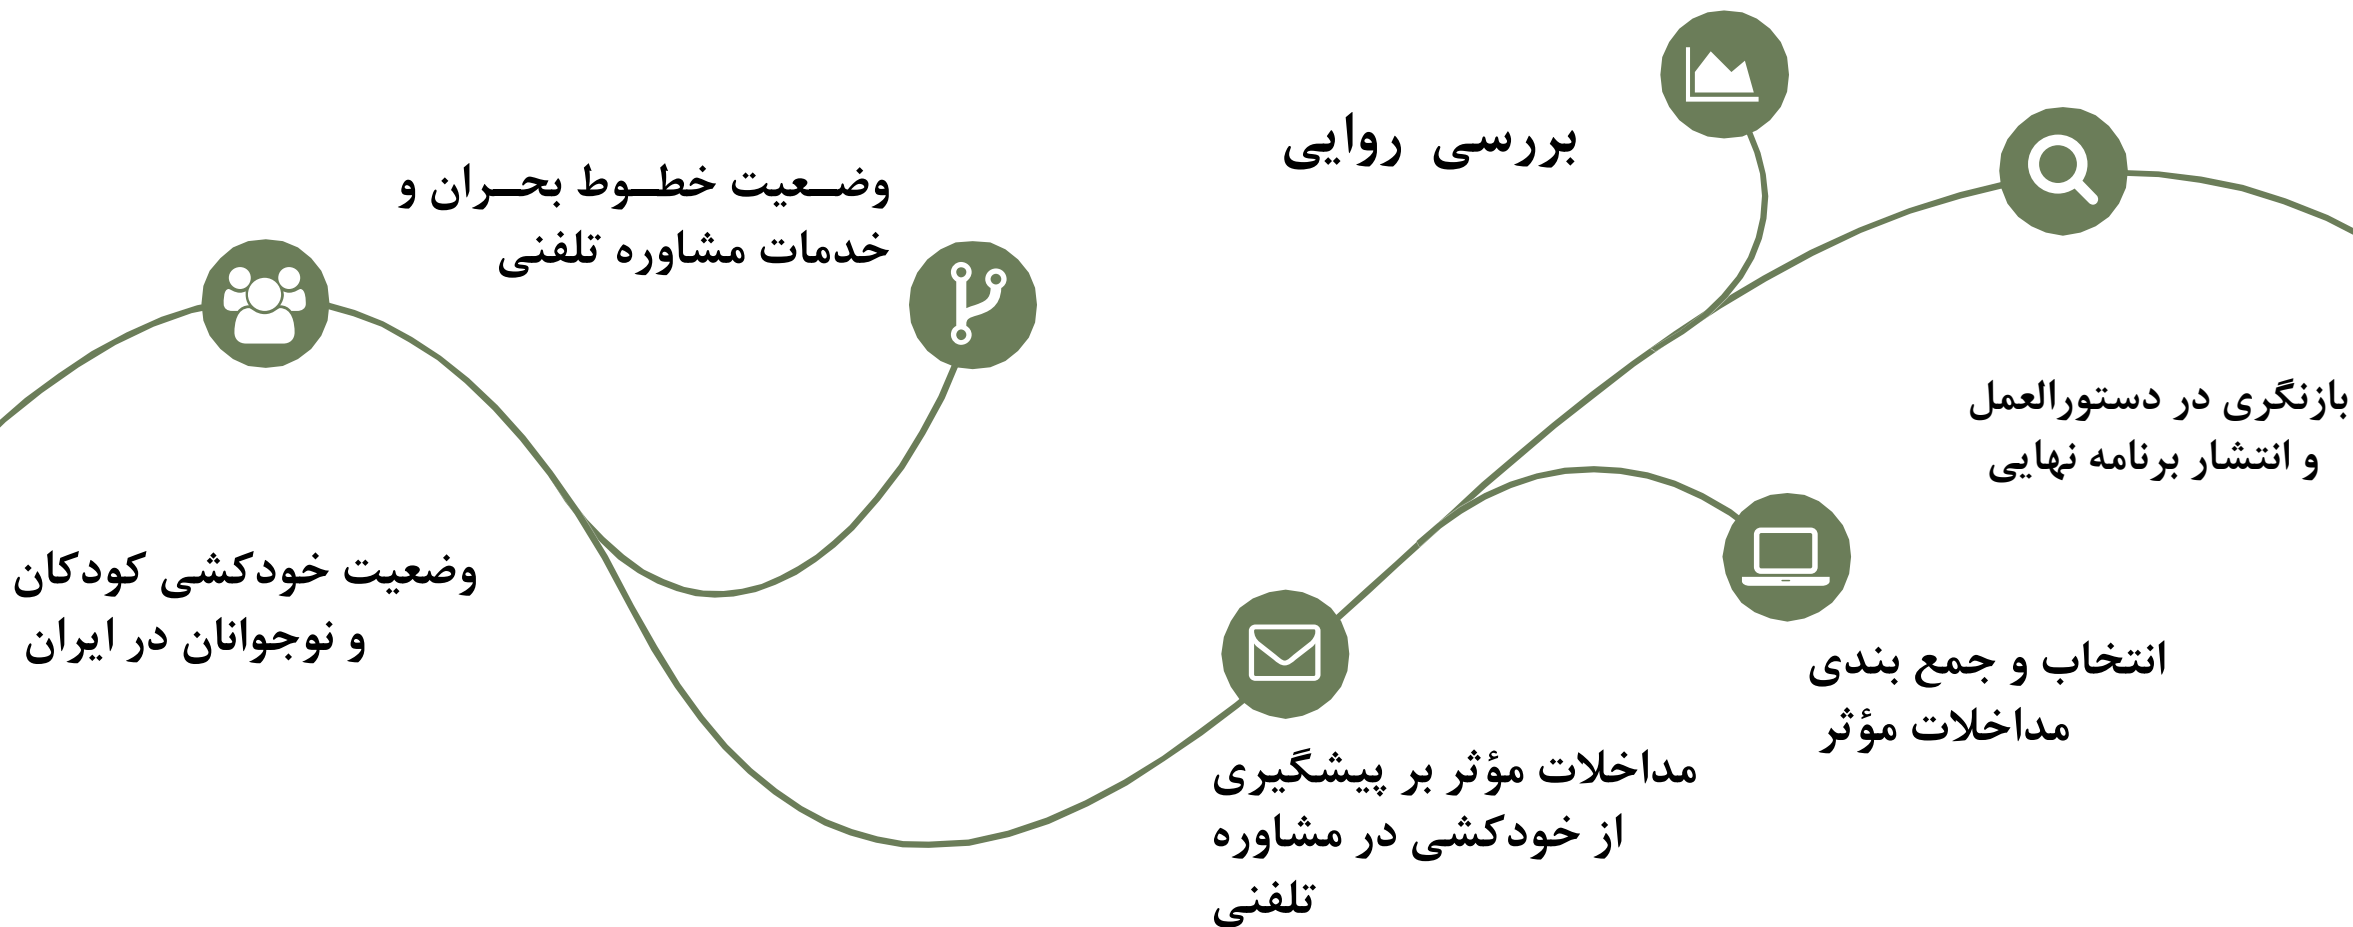 وضعیت خودکشی کودکان
و نوجوانان در ایران
وضـعیت خطـوط بحـران و
خدمات مشاوره تلفنی
مداخلات مؤثر بر پیشگیری
از خودکشی در مشاوره
تلفنی
انتخاب و جمع بندی
مداخلات مؤثر
بررسی روایی
بازنگری در دستورالعمل
و انتشار برنامه نهایی